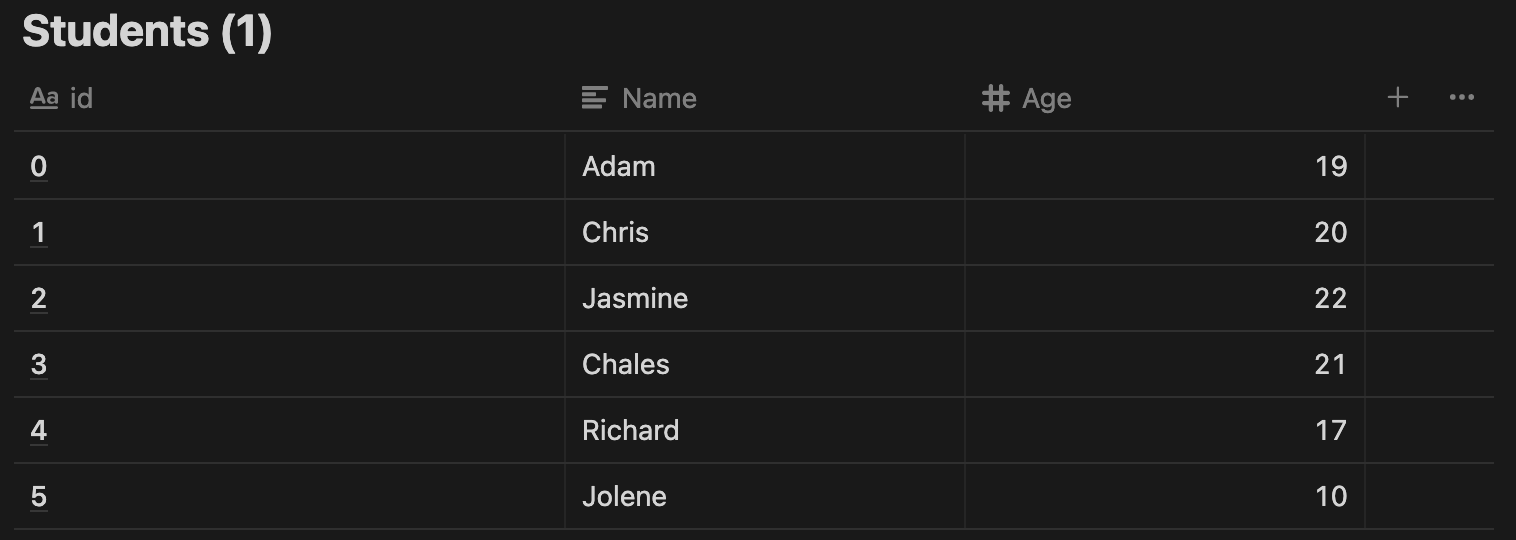 Students (1)
Aa id Name Age
0 Adam 19
1 Chris 20
2 Jasmine 22
3 Chales 21
4 Richard 17
5 Jolene 10